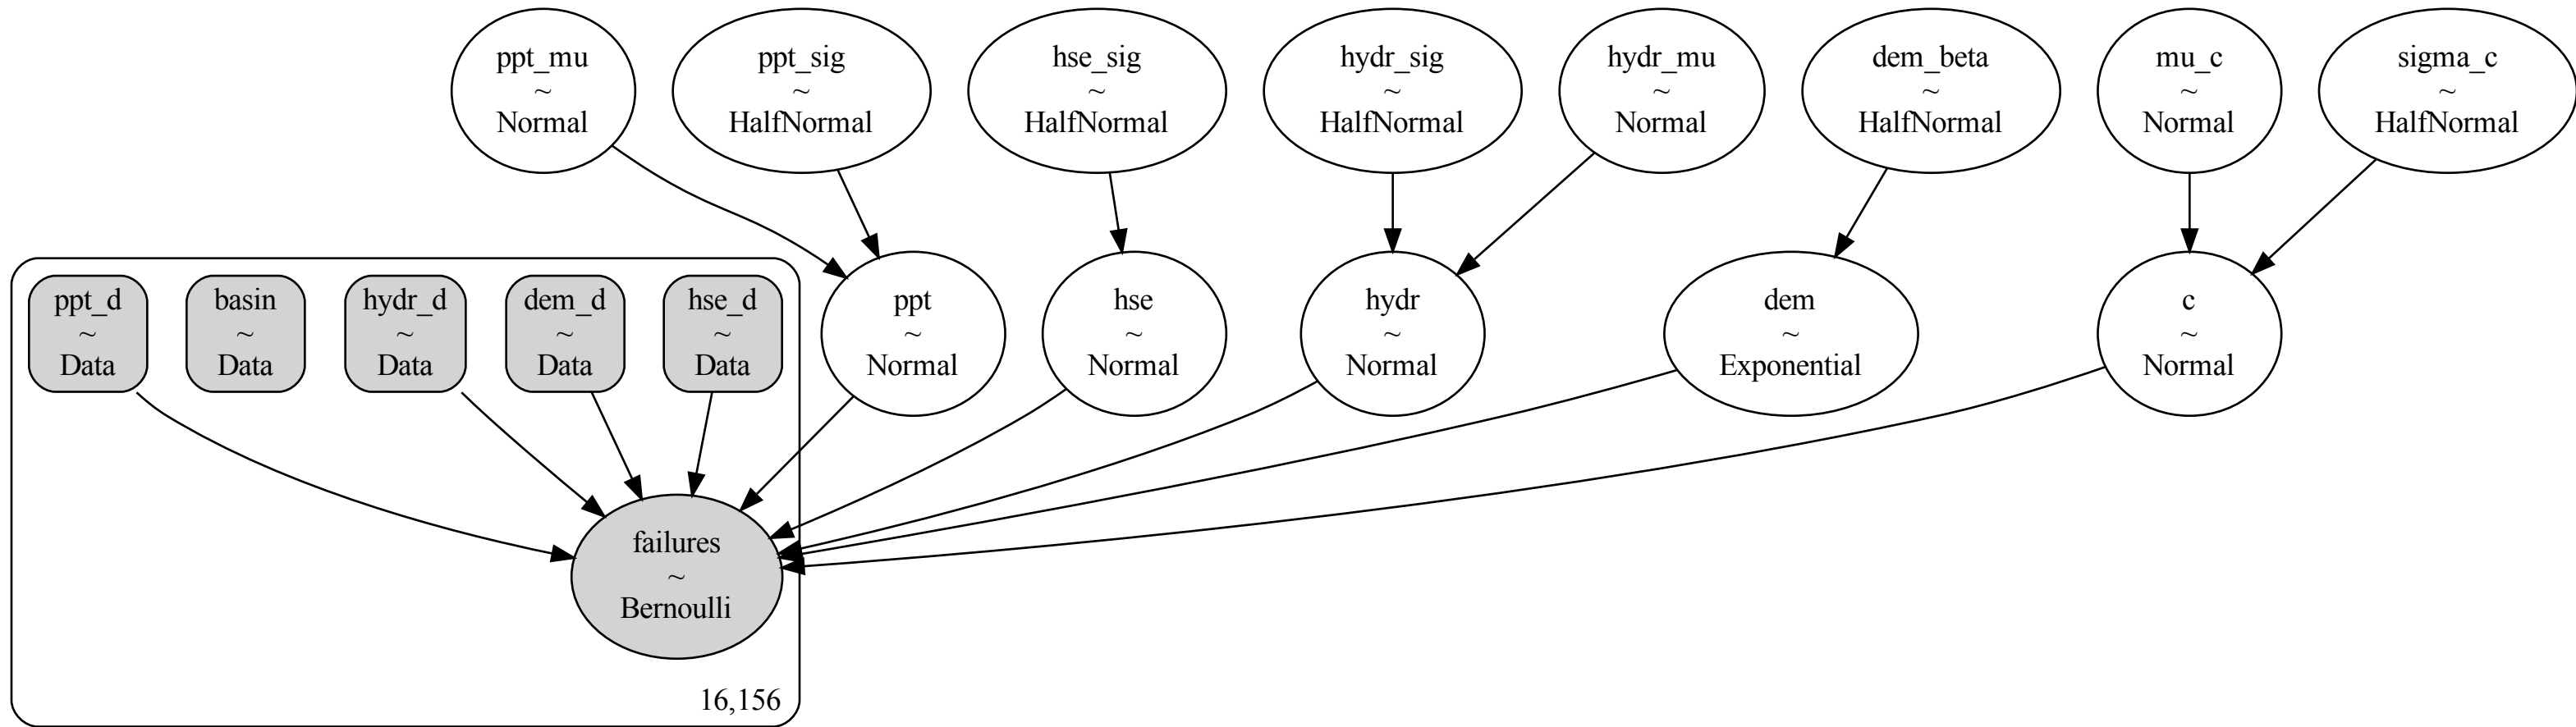 ppt_mu
~
Normal
ppt_sig
~
HalfNormal
hse_sig
~
HalfNormal
hydr_sig
~
HalfNormal
hydr_mu
~
Normal
dem_beta
~
HalfNormal
mu_c
~
Normal
sigma_c
~
HalfNormal
ppt_d
~
Data
basin
~
Data
hydr_d
~
Data
dem_d
~
Data
hse_d
~
Data
ppt
~
Normal
hse
~
Normal
hydr
~
Normal
dem
~
Exponential
c
~
Normal
failures
~
Bernoulli
16,156